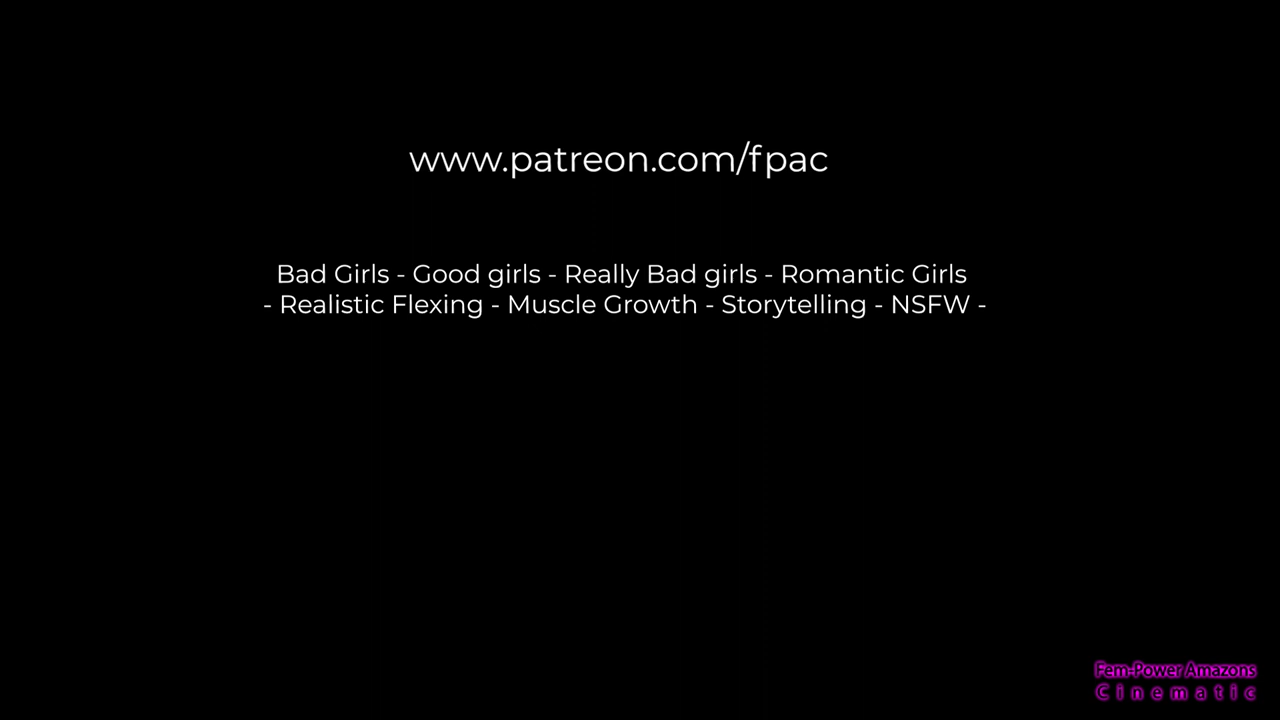 www.patreon.com/fpac
Bad Girls - Good girls - Really Bad girls - Romantic Girls
- Realistic Flexing - Muscle Growth - Storytelling - NSFW -
Fem-Power Amazons
Cinematic